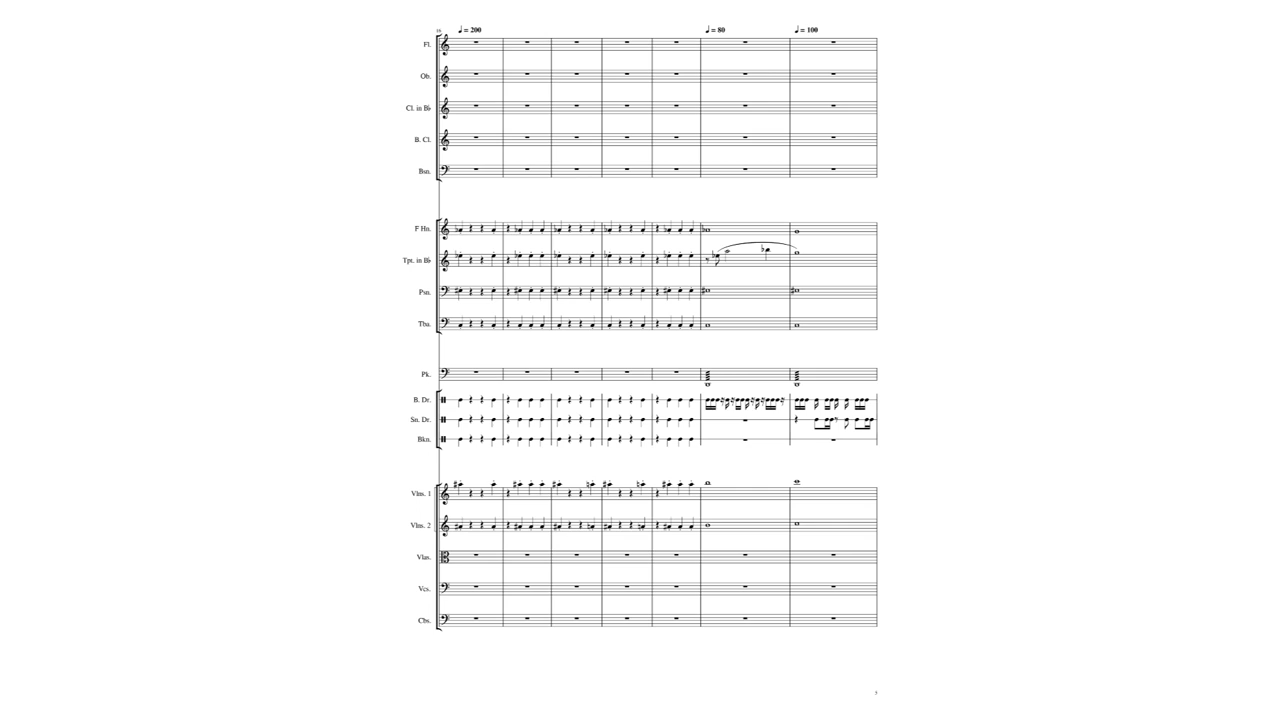 ♩ = 200 ♩ = 80 ♩ = 100
Fl.
Ob.
Cl. in B♭
B. Cl.
Bsn.
F Hn.
Tpt. in B♭
Psn.
Tba.
Pk.
B. Dr.
Sn. Dr.
Bkn.
Vlns. 1
Vlns. 2
Vlas.
Vcs.
Cbs.